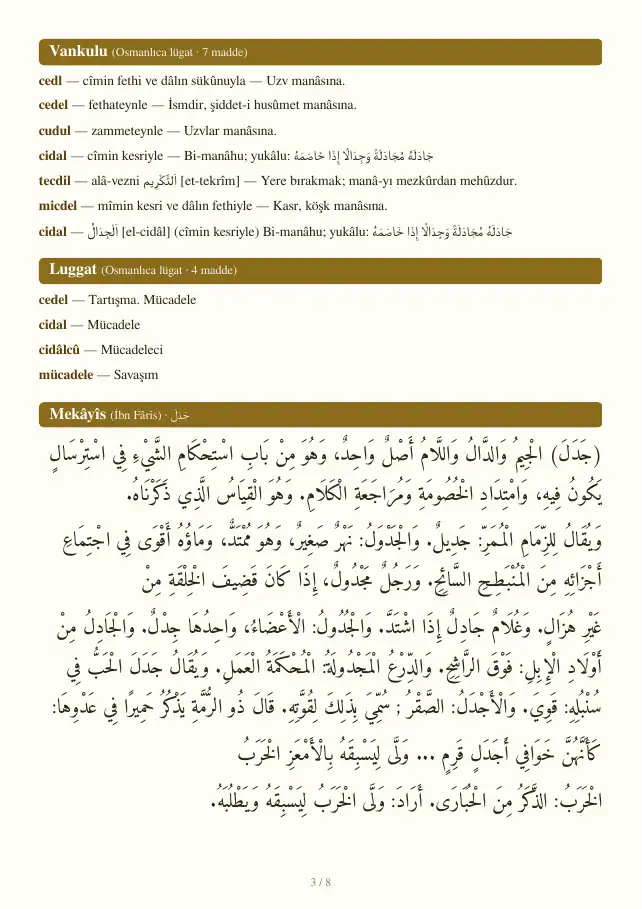 Vankulu (Osmanlıca lügat · 7 madde)
cedl — cîmin fethi ve dâlın sükûnuyla — Uzv manâsına.
cedel — fethateynle — İsmdir, şiddet-i husûmet manâsına.
cudul — zammeteynle — Uzvlar manâsına.
cidal — cîmin kesriyle — Bi-manâhu; yukâlu: جَادَلَهُ مُجَادَلَةً وَجِدَالًا إِذَا خَاصَمَهُ
tecdil — alâ-vezni اَلتَّكْرِيم [et-tekrîm] — Yere bırakmak; manâ-yı mezkûrdan mehûzdur.
micdel — mîmin kesri ve dâlın fethiyle — Kasr, köşk manâsına.
cidal — اَلْجِدَالُ [el-cidâl] (cîmin kesriyle) Bi-manâhu; yukâlu: جَادَلَهُ مُجَادَلَةً وَجِدَالًا إِذَا خَاصَمَهُ
Luggat (Osmanlıca lügat · 4 madde)
cedel — Tartışma. Mücadele
cidal — Mücadele
cidâlcû — Mücadeleci
mücadele — Savaşım
Mekâyîs (İbn Fâris) · جَدَلَ
(جَدَلَ) الْجِيمُ وَالدَّالُ وَاللَّامُ أَصْلٌ وَاحِدٌ، وَهُوَ مِنْ بَابِ اسْتِحْكَامِ الشَّيْءِ فِي اسْتِرْسَالٍ
يَكُونُ فِيهِ، وَامْتِدَادِ الْخُصُومَةِ وَمُرَاجَعَةِ الْكَلَامِ. وَهُوَ الْقِيَاسُ الَّذِي ذَكَرْنَاهُ.
وَيُقَالُ لِلزِّمَامِ الْمُمَرِّ: جَدِيلٌ. وَالْجَدْوَلُ: نَهْرٌ صَغِيرٌ، وَهُوَ مُمْتَدٌّ، وَمَاؤُهُ أَقْوَى فِي اجْتِمَاعِ
أَجْزَائِهِ مِنَ الْمُنْبَطِحِ السَّائِحِ. وَرَجُلٌ مَجْدُولٌ، إِذَا كَانَ قَضِيفَ الْخِلْقَةِ مِنْ
غَيْرِ هُزَالٍ. وَغُلَامٌ جَادِلٌ إِذَا اشْتَدَّ. وَالْجُدُولُ: الْأَعْضَاءُ، وَاحِدُهَا جِدْلٌ. وَالْجَادِلُ مِنْ
أَوْلَادِ الْإِبِلِ: فَوْقَ الرَّاشِحِ. وَالدِّرْعُ الْمَجْدُولَةُ: الْمُحْكَمَةُ الْعَمَلِ. وَيُقَالُ جَدَلَ الْحَبُّ فِي
سُنْبُلِهِ: قَوِيَ. وَالْأَجْدَلُ: الصَّقْرُ ; سُمِّيَ بِذَلِكَ لِقُوَّتِهِ. قَالَ ذُو الرُّمَّةِ يَذْكُرُ حَمِيرًا فِي عَدْوِهَا:
كَأَنَّهُنَّ خَوَافِي أَجْدَلٍ قَرِمٍ ... وَلَّى لِيَسْبِقَهُ بِالْأَمْعَزِ الْخَرَبُ
الْخَرَبُ: الذَّكَرُ مِنَ الْحُبَارَى. أَرَادَ: وَلَّى الْخَرَبُ لِيَسْبِقَهُ وَيَطْلُبَهُ.
3 / 8